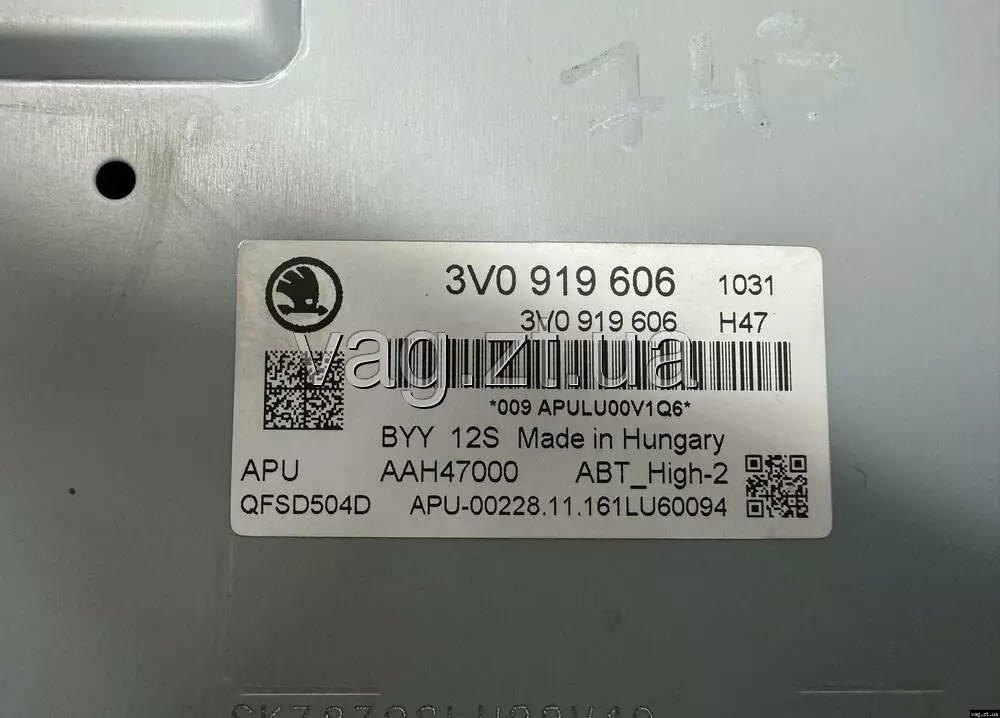 745
3V0 919 606 1031
3V0 919 606 H47
vag.zt.ua
*009 APULU00V1Q6*
BYY 12S Made in Hungary
APU AAH47000 ABT_High-2
QFSD504D APU-00228.11.161LU60094
vag.zt.ua